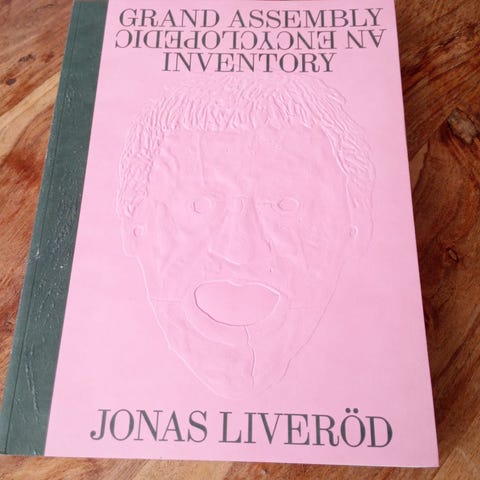 GRAND ASSEMBLY
AN ENCYCLOPEDIC
INVENTORY
JONAS LIVERÖD